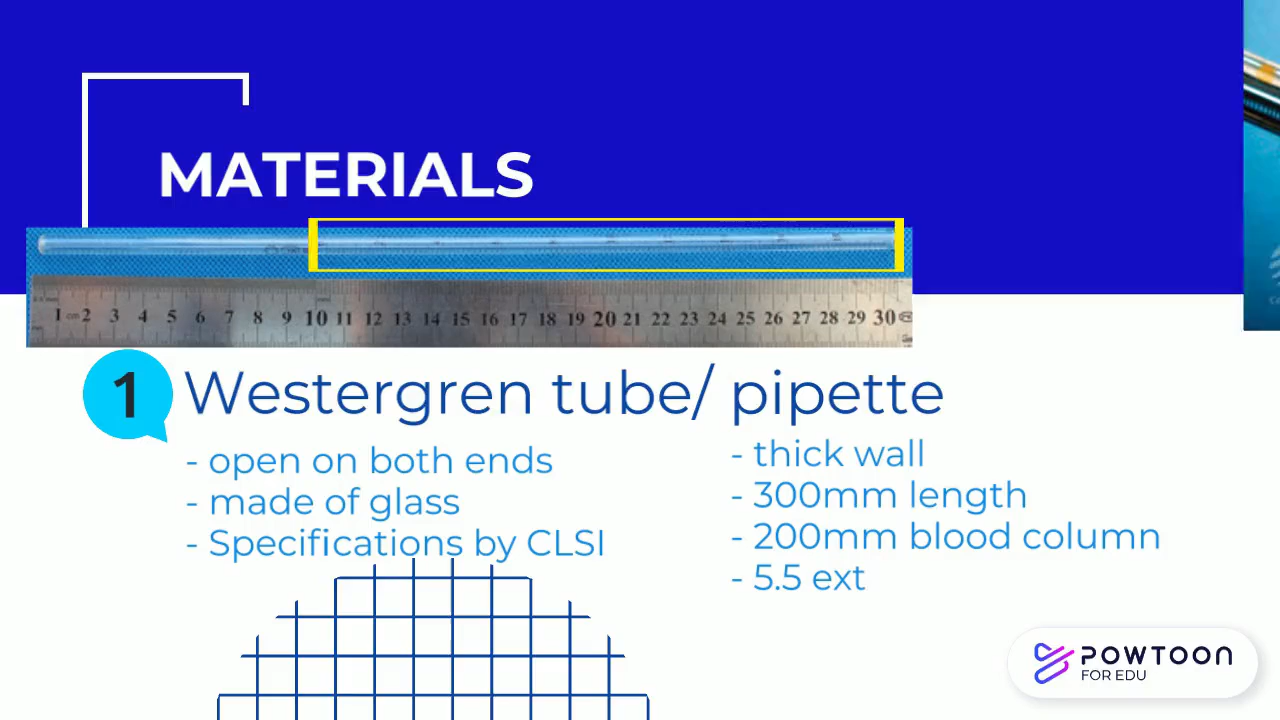 MATERIALS
1 cm 2 3 4 5 6 7 8 9 10 11 12 13 14 15 16 17 18 19 20 21 22 23 24 25 26 27 28 29 30
1 Westergren tube/ pipette
- open on both ends
- made of glass
- Specifications by CLSI
- thick wall
- 300mm length
- 200mm blood column
- 5.5 ext
POWTOON
FOR EDU